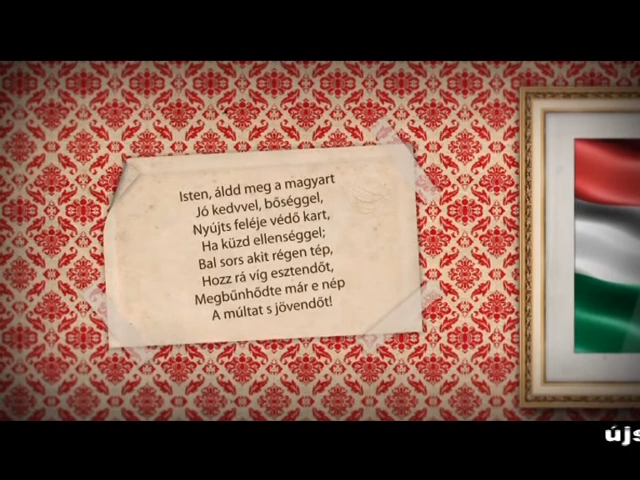 Isten, áldd meg a magyart
Jó kedvvel, bőséggel,
Nyújts feléje védő kart,
Ha küzd ellenséggel;
Bal sors akit régen tép,
Hozz rá víg esztendőt,
Megbűnhődte már e nép
A múltat s jövendőt!